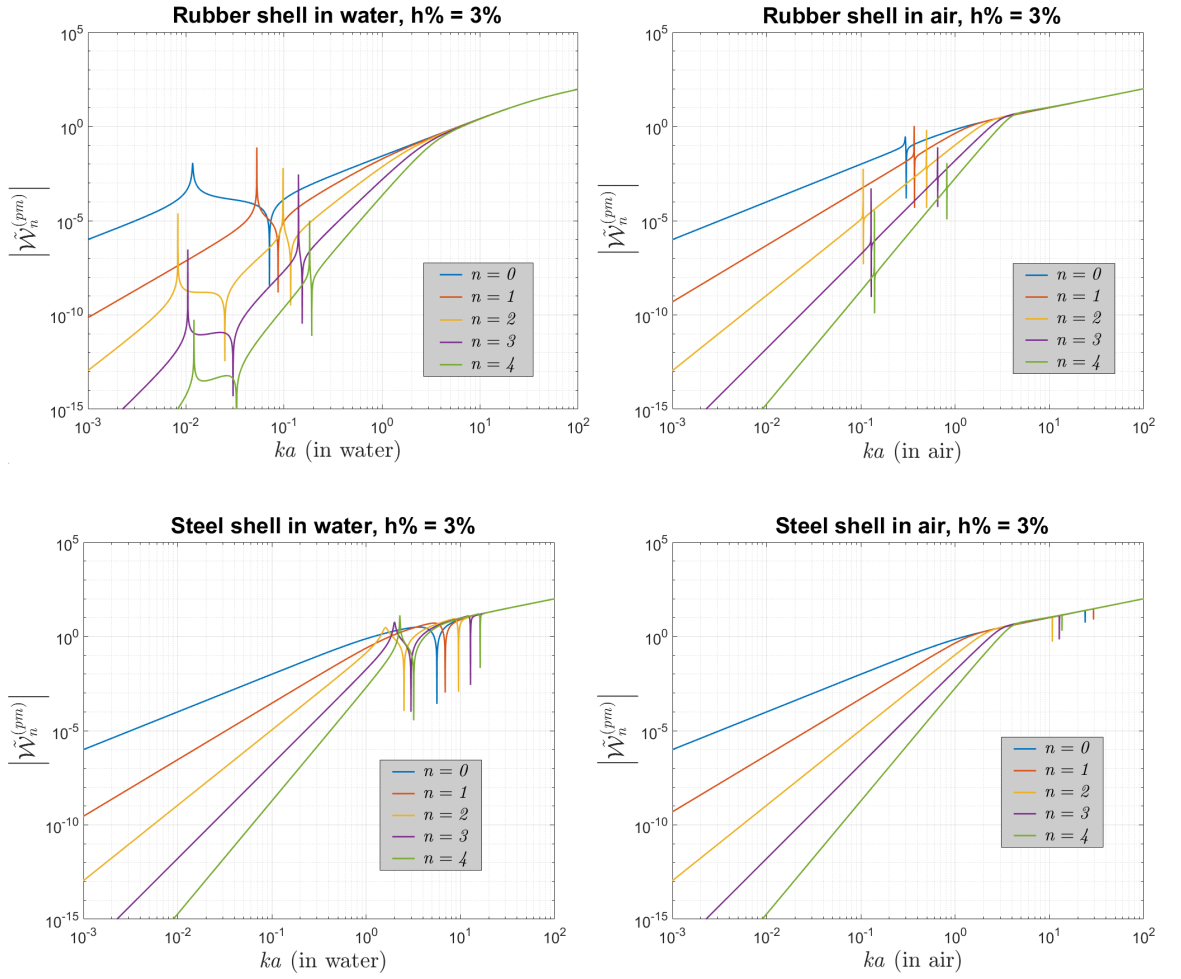 Rubber shell in water, h% = 3%
10^5
10^0
10^-5
10^-10
10^-15
|𝒲̃_n^(pm)|
n = 0
n = 1
n = 2
n = 3
n = 4
10^-3 10^-2 10^-1 10^0 10^1 10^2
ka (in water)
Rubber shell in air, h% = 3%
10^5
10^0
10^-5
10^-10
10^-15
|𝒲̃_n^(pm)|
n = 0
n = 1
n = 2
n = 3
n = 4
10^-3 10^-2 10^-1 10^0 10^1 10^2
ka (in air)
Steel shell in water, h% = 3%
10^5
10^0
10^-5
10^-10
10^-15
|𝒲̃_n^(pm)|
n = 0
n = 1
n = 2
n = 3
n = 4
10^-3 10^-2 10^-1 10^0 10^1 10^2
ka (in water)
Steel shell in air, h% = 3%
10^5
10^0
10^-5
10^-10
10^-15
|𝒲̃_n^(pm)|
n = 0
n = 1
n = 2
n = 3
n = 4
10^-3 10^-2 10^-1 10^0 10^1 10^2
ka (in air)